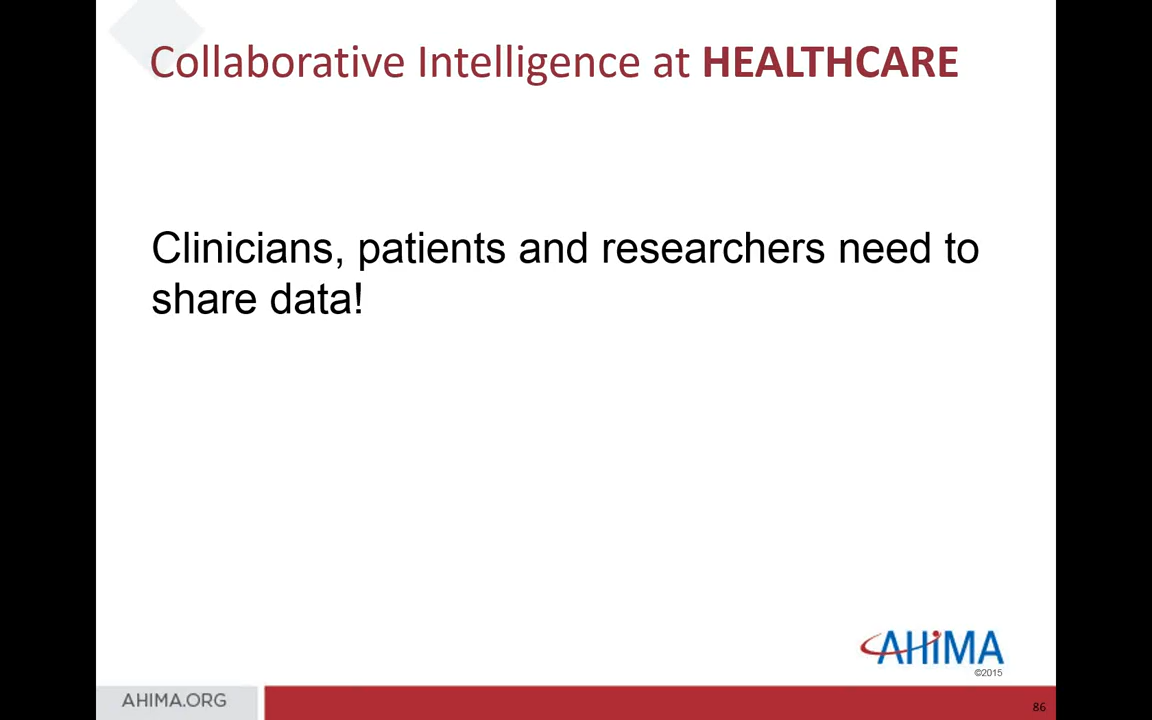 Collaborative Intelligence at HEALTHCARE
Clinicians, patients and researchers need to
share data!
AHiMA
©2015
AHIMA.ORG
86